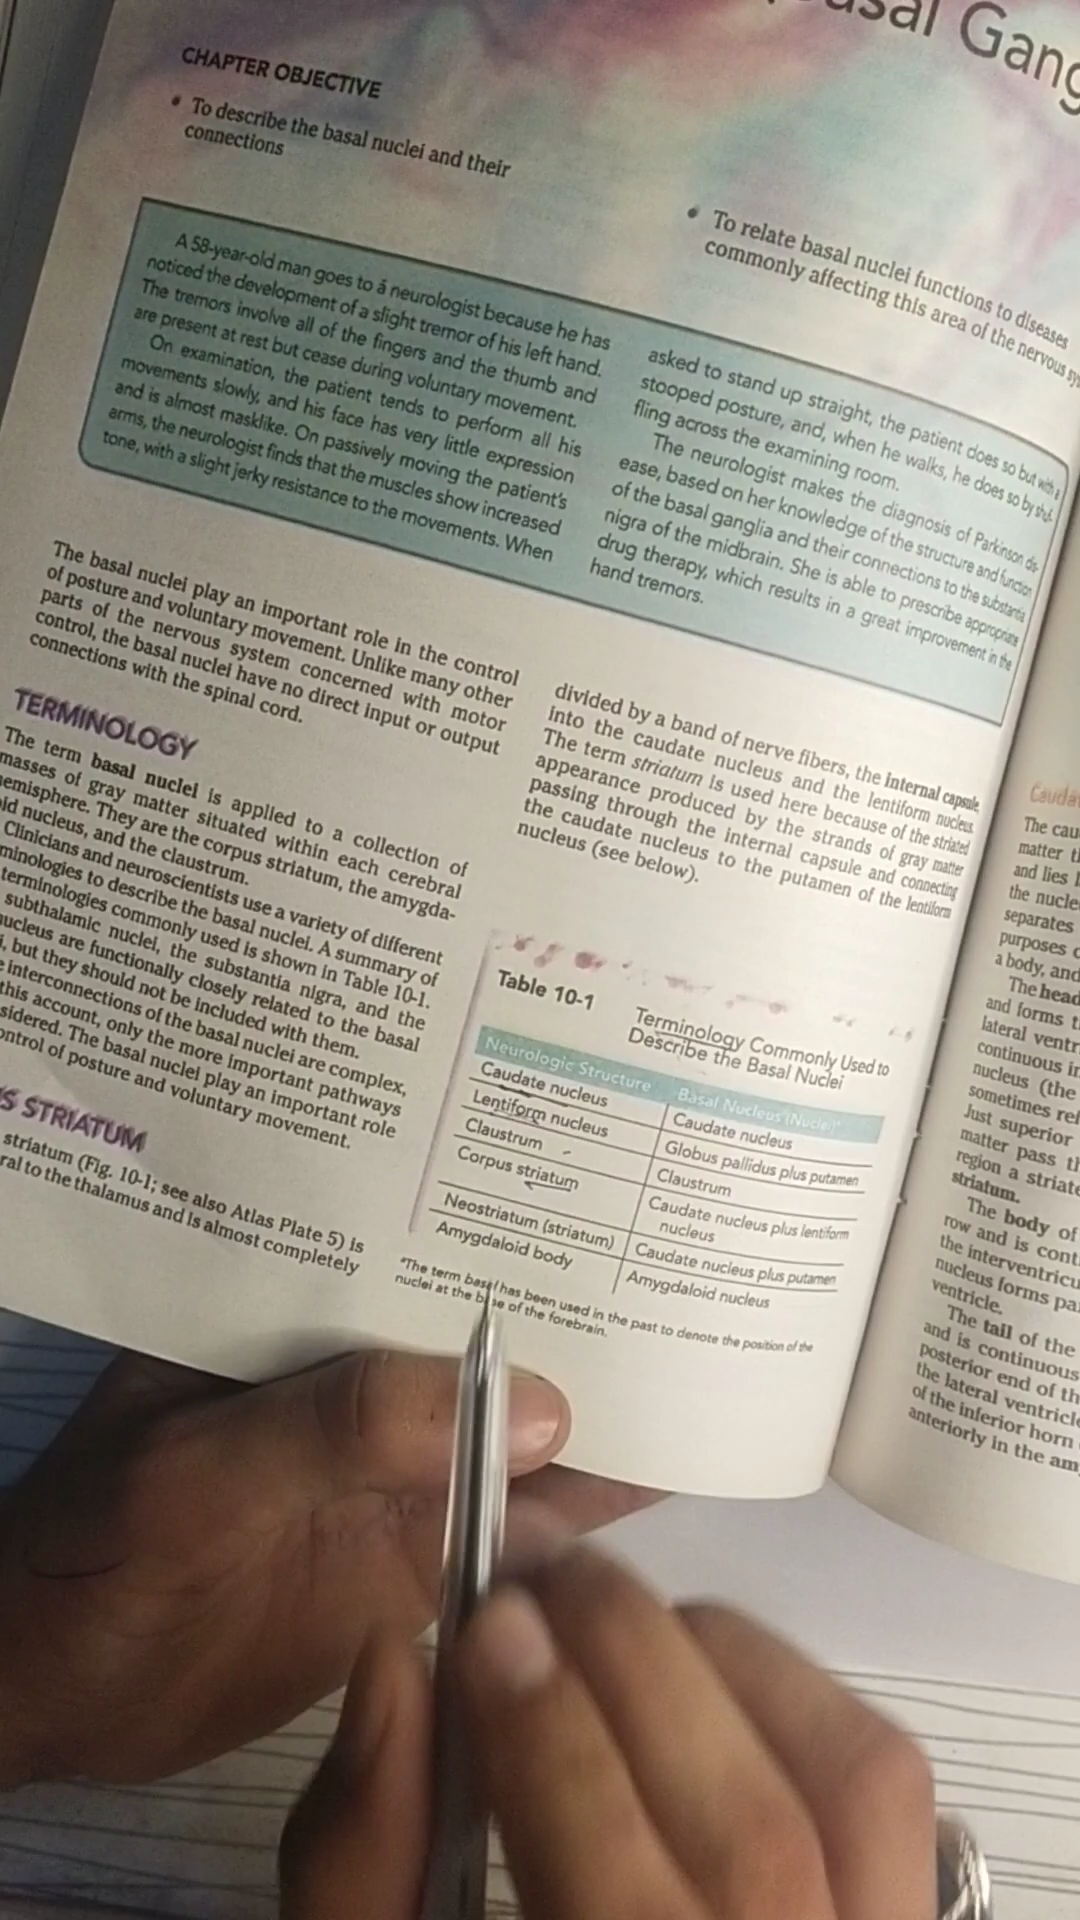 Basal Gang
CHAPTER OBJECTIVE
• To describe the basal nuclei and their
connections
• To relate basal nuclei functions to diseases
commonly affecting this area of the nervous sys
A 58-year-old man goes to a neurologist because he has
noticed the development of a slight tremor of his left hand.
The tremors involve all of the fingers and the thumb and
are present at rest but cease during voluntary movement.
On examination, the patient tends to perform all his
movements slowly, and his face has very little expression
and is almost masklike. On passively moving the patient's
arms, the neurologist finds that the muscles show increased
tone, with a slight jerky resistance to the movements. When
asked to stand up straight, the patient does so but with a
stooped posture, and, when he walks, he does so by shuf-
fling across the examining room.
The neurologist makes the diagnosis of Parkinson dis-
ease, based on her knowledge of the structure and function
of the basal ganglia and their connections to the substantia
nigra of the midbrain. She is able to prescribe appropriate
drug therapy, which results in a great improvement in the
hand tremors.
The basal nuclei play an important role in the control
of posture and voluntary movement. Unlike many other
parts of the nervous system concerned with motor
control, the basal nuclei have no direct input or output
connections with the spinal cord.
TERMINOLOGY
The term basal nuclei is applied to a collection of
masses of gray matter situated within each cerebral
emisphere. They are the corpus striatum, the amygda-
id nucleus, and the claustrum.
Clinicians and neuroscientists use a variety of different
minologies to describe the basal nuclei. A summary of
terminologies commonly used is shown in Table 10-1.
subthalamic nuclei, the substantia nigra, and the
ucleus are functionally closely related to the basal
i, but they should not be included with them.
e interconnections of the basal nuclei are complex,
this account, only the more important pathways
sidered. The basal nuclei play an important role
ontrol of posture and voluntary movement.
S STRIATUM
striatum (Fig. 10-1; see also Atlas Plate 5) is
ral to the thalamus and is almost completely
divided by a band of nerve fibers, the internal capsule,
into the caudate nucleus and the lentiform nucleus.
The term striatum is used here because of the striated
appearance produced by the strands of gray matter
passing through the internal capsule and connecting
the caudate nucleus to the putamen of the lentiform
nucleus (see below).
Table 10-1 Terminology Commonly Used to
Describe the Basal Nuclei
Neurologic Structure Basal Nucleus (Nuclei)ᵃ
Caudate nucleus Caudate nucleus
Lentiform nucleus Globus pallidus plus putamen
Claustrum Claustrum
Corpus striatum Caudate nucleus plus lentiform
nucleus
Neostriatum (striatum) Caudate nucleus plus putamen
Amygdaloid body Amygdaloid nucleus
ᵃThe term basal has been used in the past to denote the position of the
nuclei at the base of the forebrain.
Caudat
The cau
matter t
and lies
the nucle
separates
purposes
a body, and
The head
and forms t
lateral ventr
continuous in
nucleus (the
sometimes ref
Just superior
matter pass th
region a striate
striatum.
The body of
row and is cont
the interventricu
nucleus forms pa
ventricle.
The tail of the
and is continuous
posterior end of th
the lateral ventricle
of the inferior horn
anteriorly in the am